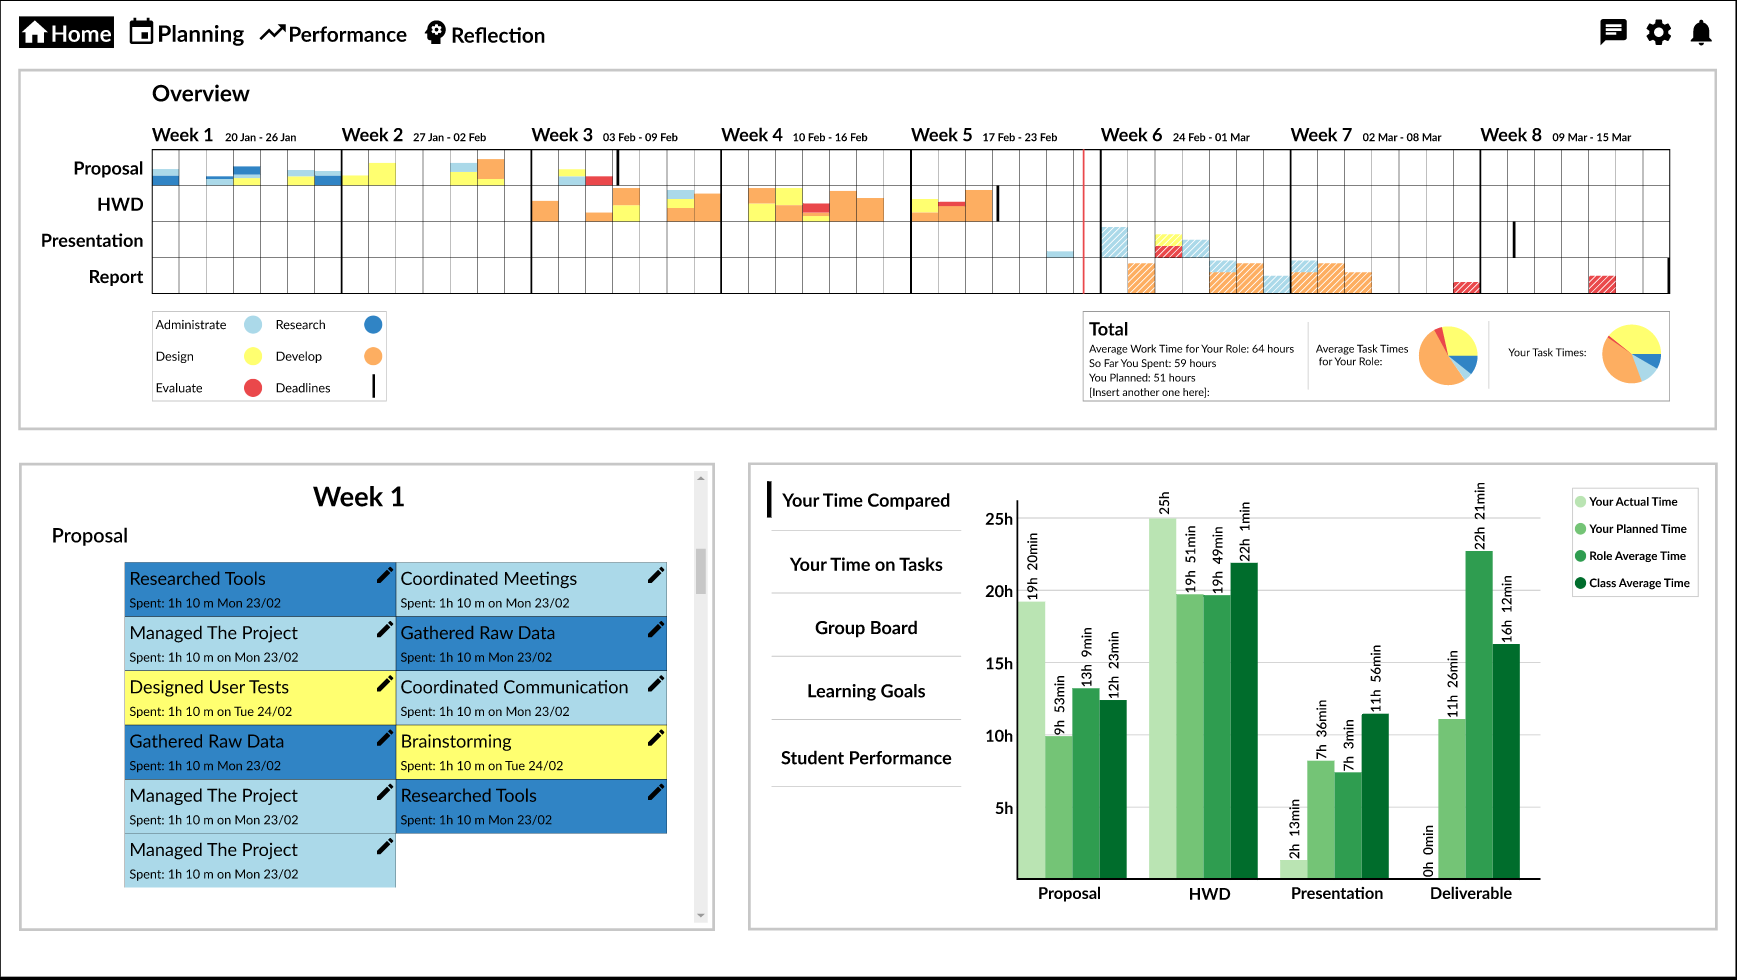 Home Planning Performance Reflection
Overview
Week 1 20 Jan - 26 Jan Week 2 27 Jan - 02 Feb Week 3 03 Feb - 09 Feb Week 4 10 Feb - 16 Feb Week 5 17 Feb - 23 Feb Week 6 24 Feb - 01 Mar Week 7 02 Mar - 08 Mar Week 8 09 Mar - 15 Mar
Proposal
HWD
Presentation
Report
Administrate Research
Design Develop
Evaluate Deadlines
Total
Average Work Time for Your Role: 64 hours
So Far You Spent: 59 hours
You Planned: 51 hours
[Insert another one here]:
Average Task Times
for Your Role:
Your Task Times:
Week 1
Proposal
Researched Tools
Spent: 1h 10 m Mon 23/02
Coordinated Meetings
Spent: 1h 10 m on Mon 23/02
Managed The Project
Spent: 1h 10 m on Mon 23/02
Gathered Raw Data
Spent: 1h 10 m on Mon 23/02
Designed User Tests
Spent: 1h 10 m on Tue 24/02
Coordinated Communication
Spent: 1h 10 m on Mon 23/02
Gathered Raw Data
Spent: 1h 10 m Mon 23/02
Brainstorming
Spent: 1h 10 m on Tue 24/02
Managed The Project
Spent: 1h 10 m on Mon 23/02
Researched Tools
Spent: 1h 10 m Mon 23/02
Managed The Project
Spent: 1h 10 m on Mon 23/02
Your Time Compared
Your Time on Tasks
Group Board
Learning Goals
Student Performance
25h
20h
15h
10h
5h
19h 20min
9h 53min
13h 9min
12h 23min
25h
19h 51min
19h 49min
22h 1min
2h 13min
7h 36min
7h 3min
11h 56min
0h 0min
11h 26min
22h 21min
16h 12min
Proposal HWD Presentation Deliverable
Your Actual Time
Your Planned Time
Role Average Time
Class Average Time